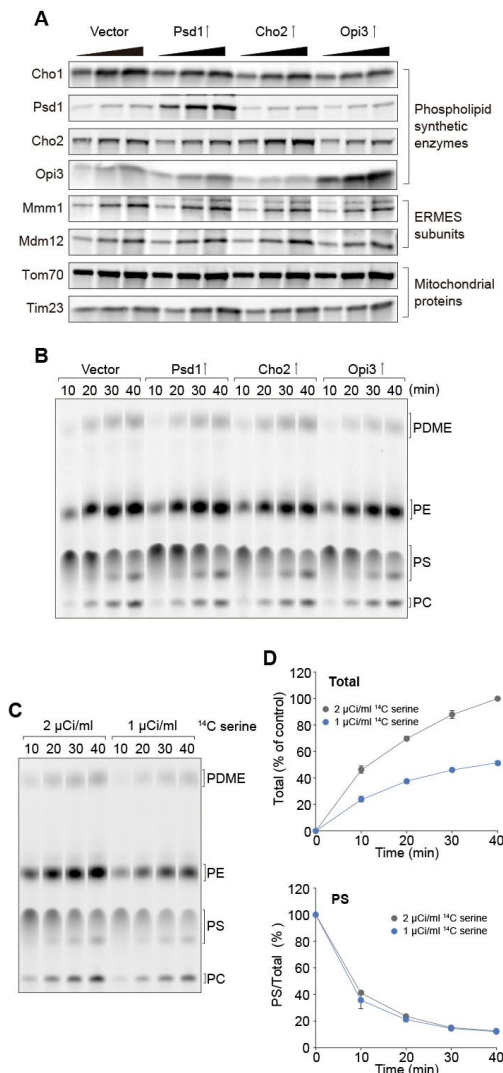 A
Vector Psd1↑ Cho2↑ Opi3↑
Cho1
Psd1
Cho2
Opi3
Phospholipid
synthetic
enzymes
Mmm1
Mdm12
ERMES
subunits
Tom70
Tim23
Mitochondrial
proteins
B
Vector Psd1↑ Cho2↑ Opi3↑
10 20 30 40 10 20 30 40 10 20 30 40 10 20 30 40 (min)
PDME
PE
PS
PC
C
2 µCi/ml 1 µCi/ml ¹⁴C serine
10 20 30 40 10 20 30 40
PDME
PE
PS
PC
D
Total
120
100
80
60
40
20
0
Total (% of control)
2 µCi/ml ¹⁴C serine
1 µCi/ml ¹⁴C serine
0 10 20 30 40
Time (min)
PS
120
100
80
60
40
20
0
PS/Total (%)
2 µCi/ml ¹⁴C serine
1 µCi/ml ¹⁴C serine
0 10 20 30 40
Time (min)